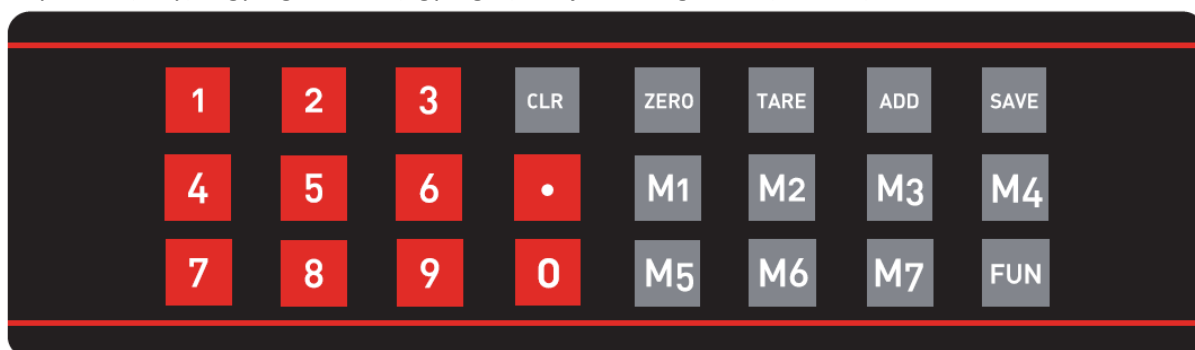 1 2 3 CLR ZERO TARE ADD SAVE
4 5 6 • M1 M2 M3 M4
7 8 9 0 M5 M6 M7 FUN